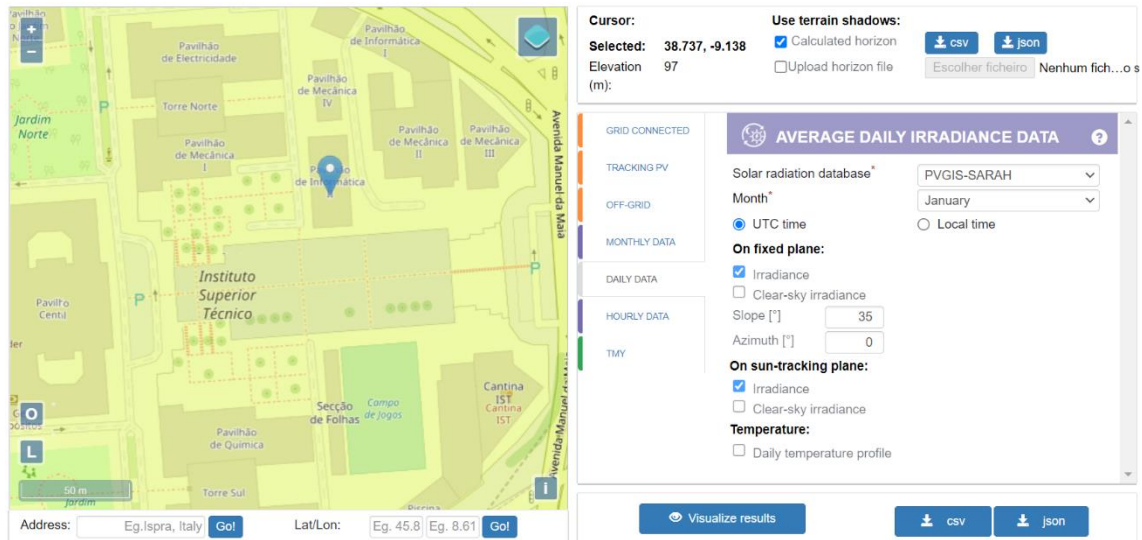 Pavilhão
de Informática
I
Pavilhão
de Electricidade
Pavilhão
de Mecânica
IV
P
Torre Norte
Jardim
Norte
Pavilhão
de Mecânica
I
Pavilhão
de Mecânica
II
Pavilhão
de Mecânica
III
Avenida Manuel da Maia
de Informática
Instituto
Superior
Técnico
P
P
Pavilhão
Central
Cantina
IST
Cantina
IST
Secção
de Folhas
Campo
de Jogos
Pavilhão
de Química
Torre Sul
Piscina
Jardim
Avenida Manuel da Maia
+
−
O
L
50 m
i
Address: Eg.Ispra, Italy Go! Lat/Lon: Eg. 45.8 Eg. 8.61 Go!
Cursor: Use terrain shadows:
Selected: 38.737, -9.138 Calculated horizon csv json
Elevation 97 Upload horizon file Escolher ficheiro Nenhum fich…o s
(m):
GRID CONNECTED
TRACKING PV
OFF-GRID
MONTHLY DATA
DAILY DATA
HOURLY DATA
TMY
AVERAGE DAILY IRRADIANCE DATA ?
Solar radiation database* PVGIS-SARAH
Month* January
UTC time Local time
On fixed plane:
Irradiance
Clear-sky irradiance
Slope [°] 35
Azimuth [°] 0
On sun-tracking plane:
Irradiance
Clear-sky irradiance
Temperature:
Daily temperature profile
Visualize results csv json